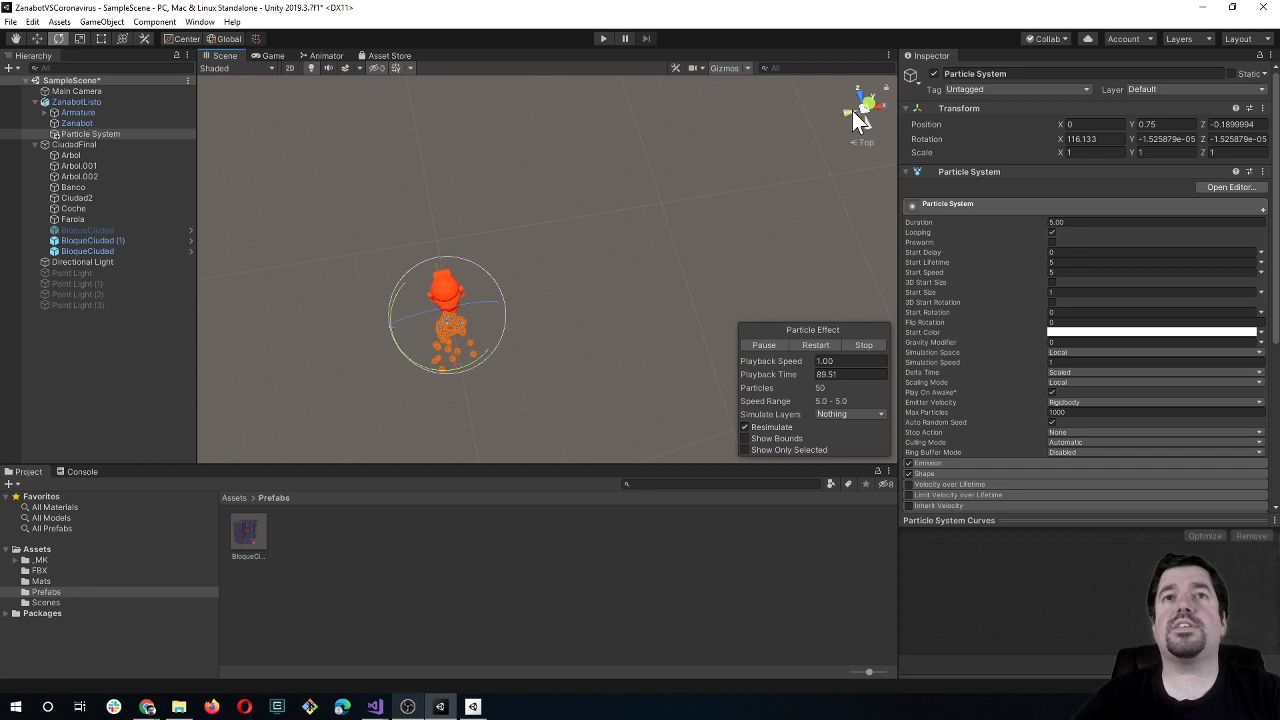 ZanabotVSCoronavirus - SampleScene - PC, Mac & Linux Standalone - Unity 2019.3.7f1* <DX11>
File Edit Assets GameObject Component Window Help
Center Global
Collab Account Layers Layout
Hierarchy
All
SampleScene*
Main Camera
ZanabotListo
Armature
Zanabot
Particle System
CiudadFinal
Arbol
Arbol.001
Arbol.002
Banco
Ciudad2
Coche
Farola
BloqueCiudad
BloqueCiudad (1)
BloqueCiudad
Directional Light
Point Light
Point Light (1)
Point Light (2)
Point Light (3)
Scene Game Animator Asset Store
Shaded 2D 0 Gizmos All
z y x
Top
Particle Effect
Pause Restart Stop
Playback Speed 1.00
Playback Time 89.51
Particles 50
Speed Range 5.0 - 5.0
Simulate Layers Nothing
Resimulate
Show Bounds
Show Only Selected
Inspector
Particle System Static
Tag Untagged Layer Default
Transform
Position X 0 Y 0.75 Z -0.1899994
Rotation X 116.133 Y -1.525879e-05 Z -1.525879e-05
Scale X 1 Y 1 Z 1
Particle System
Open Editor...
Particle System
Duration 5.00
Looping
Prewarm
Start Delay 0
Start Lifetime 5
Start Speed 5
3D Start Size
Start Size 1
3D Start Rotation
Start Rotation 0
Flip Rotation 0
Start Color
Gravity Modifier 0
Simulation Space Local
Simulation Speed 1
Delta Time Scaled
Scaling Mode Local
Play On Awake*
Emitter Velocity Rigidbody
Max Particles 1000
Auto Random Seed
Stop Action None
Culling Mode Automatic
Ring Buffer Mode Disabled
Emission
Shape
Velocity over Lifetime
Limit Velocity over Lifetime
Inherit Velocity
Particle System Curves
Optimize Remove
Project Console
8
Favorites
All Materials
All Models
All Prefabs
Assets
_MK
FBX
Mats
Prefabs
Scenes
Packages
Assets > Prefabs
BloqueCi...